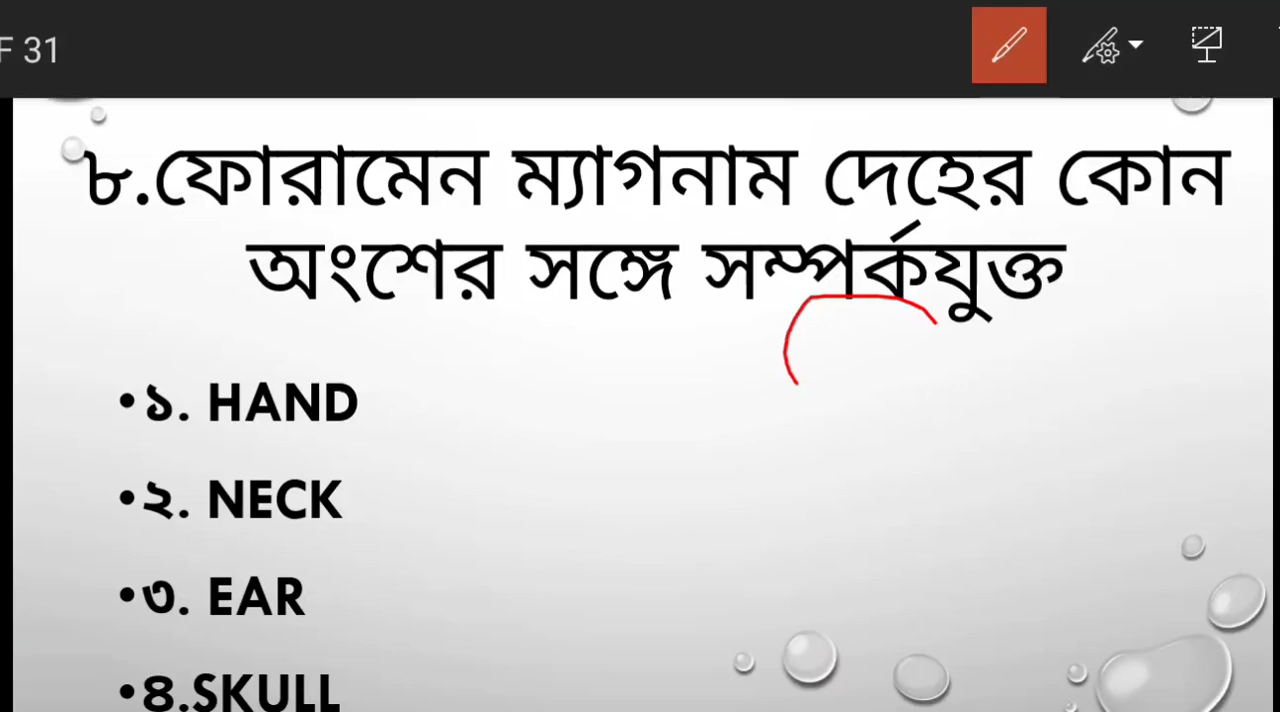 F 31
৮.ফোরামেন ম্যাগনাম দেহের কোন
অংশের সঙ্গে সম্পর্কযুক্ত
•১. HAND
•২. NECK
•৩. EAR
•৪.SKULL